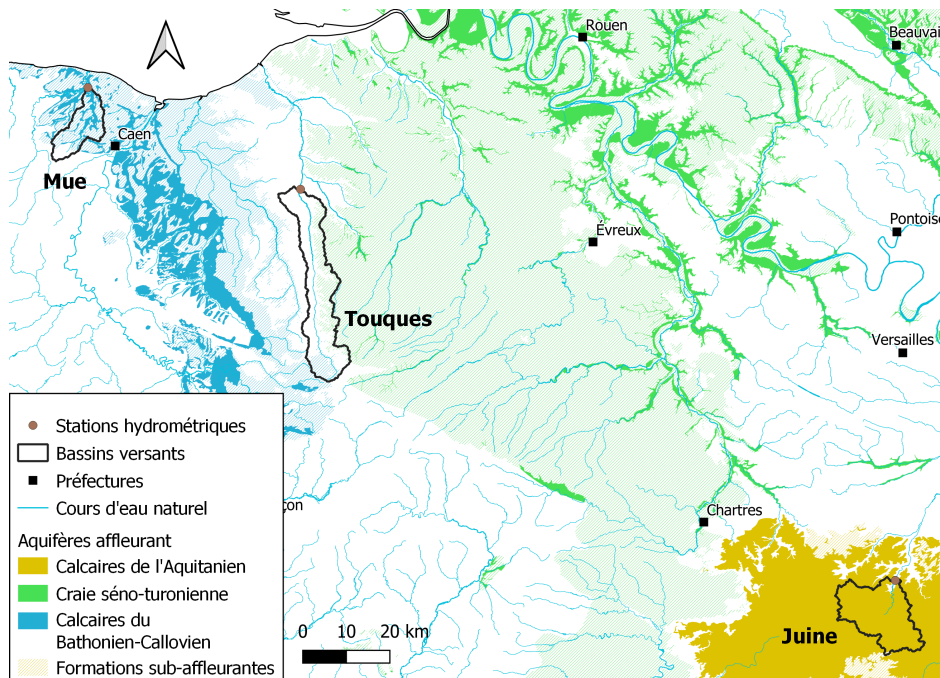 Rouen
Beauvai
Caen
Mue
Évreux
Pontoise
Touques
Versailles
Stations hydrométriques
Bassins versants
Préfectures
Cours d'eau naturel
çon
Aquifères affleurant
Calcaires de l'Aquitanien
Craie séno-turonienne
Calcaires du
Bathonien-Callovien
Formations sub-affleurantes
Chartres
0 10 20 km
Juine